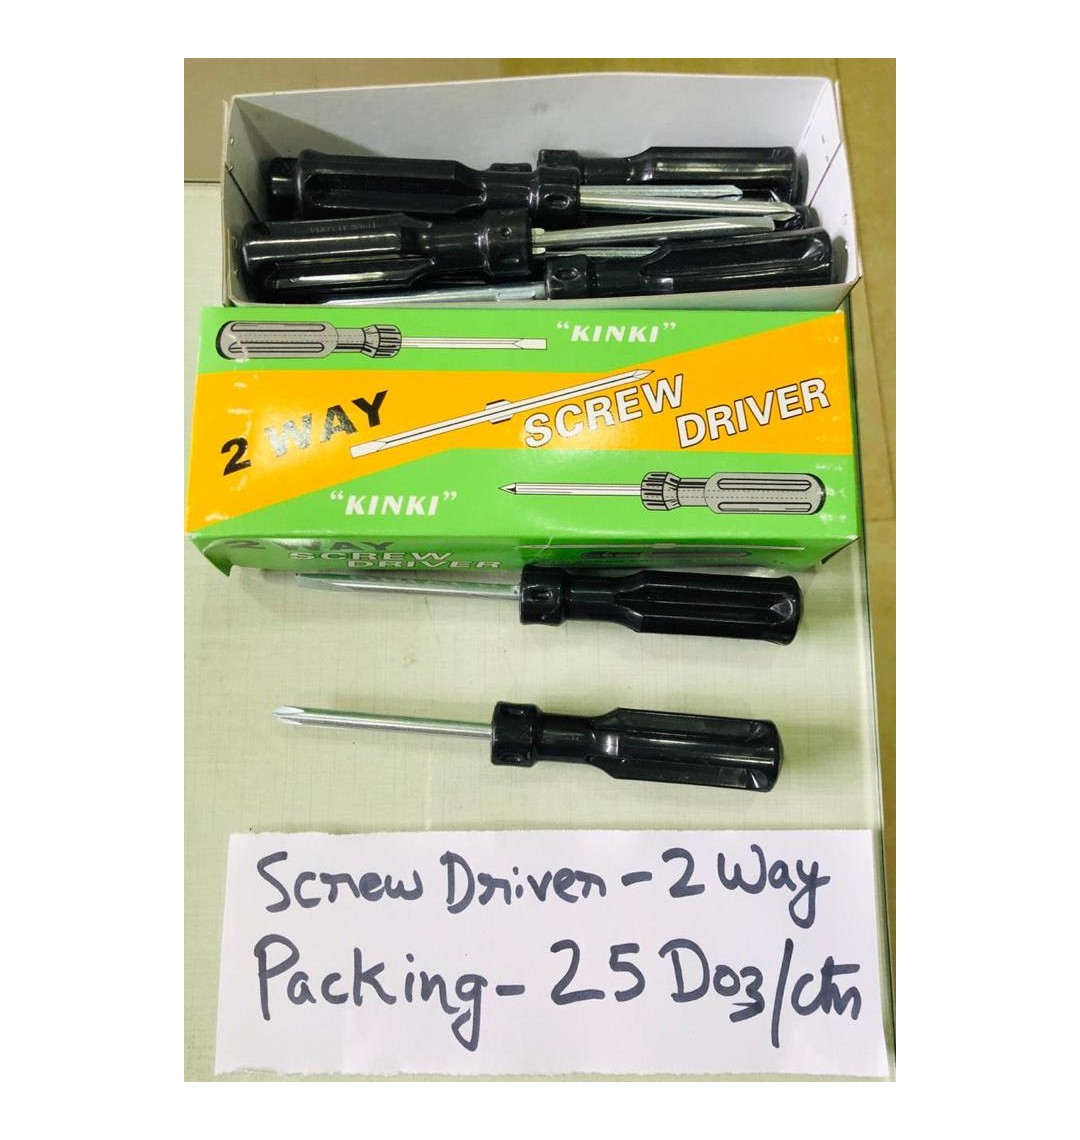 "KINKI"
2 WAY
SCREW
DRIVER
"KINKI"
2 WAY
SCREW
DRIVER
Screw Driver - 2 Way
Packing - 25 Doz/ctn